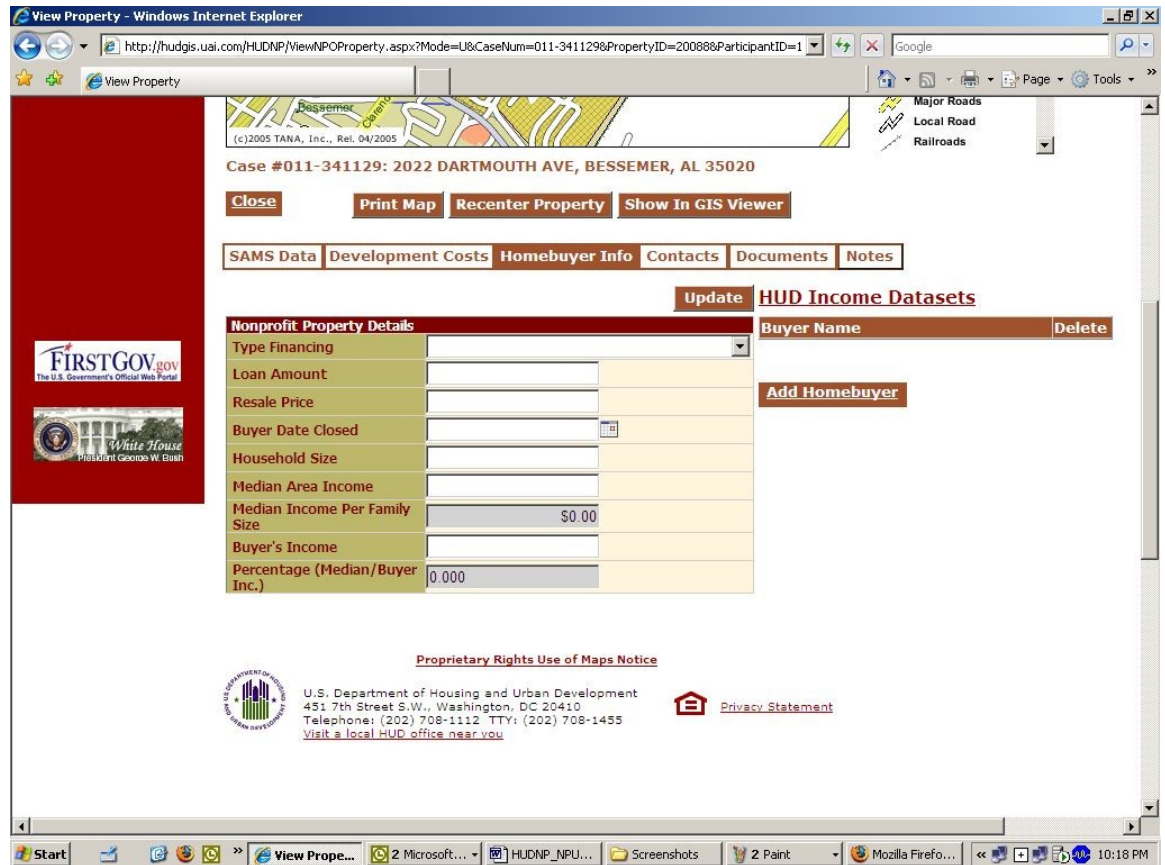 View Property - Windows Internet Explorer
http://hudgis.uai.com/HUDNP/ViewNPOProperty.aspx?Mode=U&CaseNum=011-341129&PropertyID=20088&ParticipantID=1
Google
View Property
Page
Tools
»
Bessemer
(c)2005 TANA, Inc., Rel. 04/2005
Major Roads
Local Road
Railroads
Case #011-341129: 2022 DARTMOUTH AVE, BESSEMER, AL 35020
Close Print Map Recenter Property Show In GIS Viewer
SAMS Data Development Costs Homebuyer Info Contacts Documents Notes
Update
HUD Income Datasets
Nonprofit Property Details
Buyer Name Delete
Type Financing
Loan Amount
Add Homebuyer
Resale Price
Buyer Date Closed
Household Size
Median Area Income
Median Income Per Family
Size
$0.00
Buyer's Income
Percentage (Median/Buyer
Inc.)
0.000
FIRSTGOV.gov
The U.S. Government's Official Web Portal
White House
President George W. Bush
Proprietary Rights Use of Maps Notice
U.S. DEPARTMENT OF HOUSING AND URBAN DEVELOPMENT
U.S. Department of Housing and Urban Development
451 7th Street S.W., Washington, DC 20410
Telephone: (202) 708-1112 TTY: (202) 708-1455
Visit a local HUD office near you
Privacy Statement
Start » View Prope... 2 Microsoft... HUDNP_NPU... Screenshots 2 Paint Mozilla Firefo... « 10:18 PM